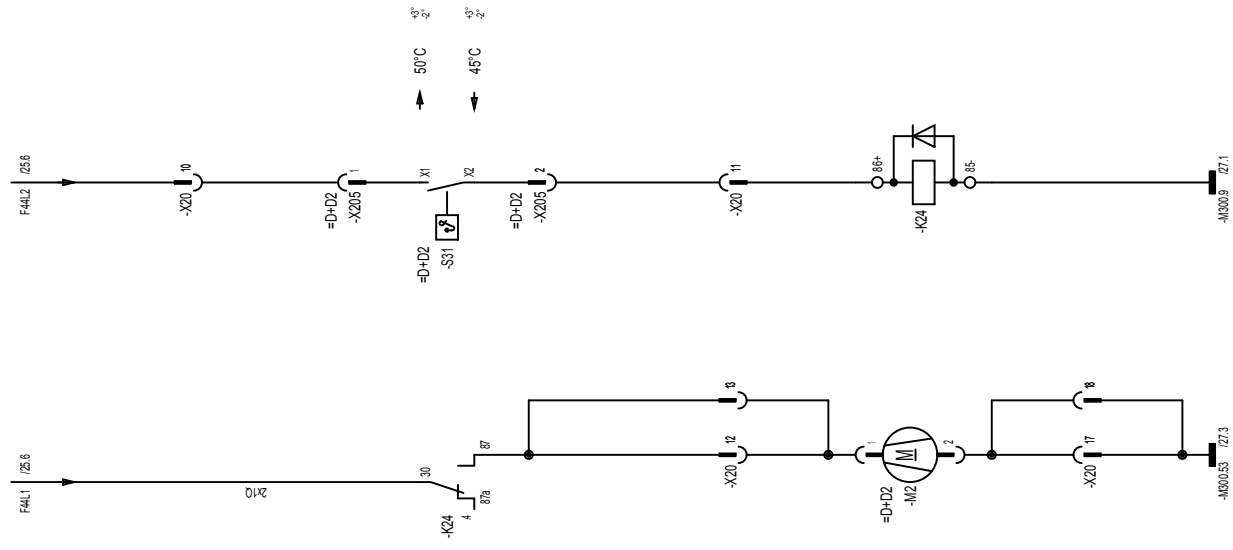 F44L2
/25.6
10
-X20
=D+D2
-X205
1
50°C
+3°
-2°
45°C
+3°
-2°
X1
X2
=D+D2
-S31
=D+D2
-X205
2
11
-X20
86+
85-
-K24
-M300.9
/27.1
F44L1
/25.6
2x1Q
30
87
87a
.4
-K24
13
12
-X20
1
M
2
=D+D2
-M2
18
17
-X20
-M300.53
/27.3